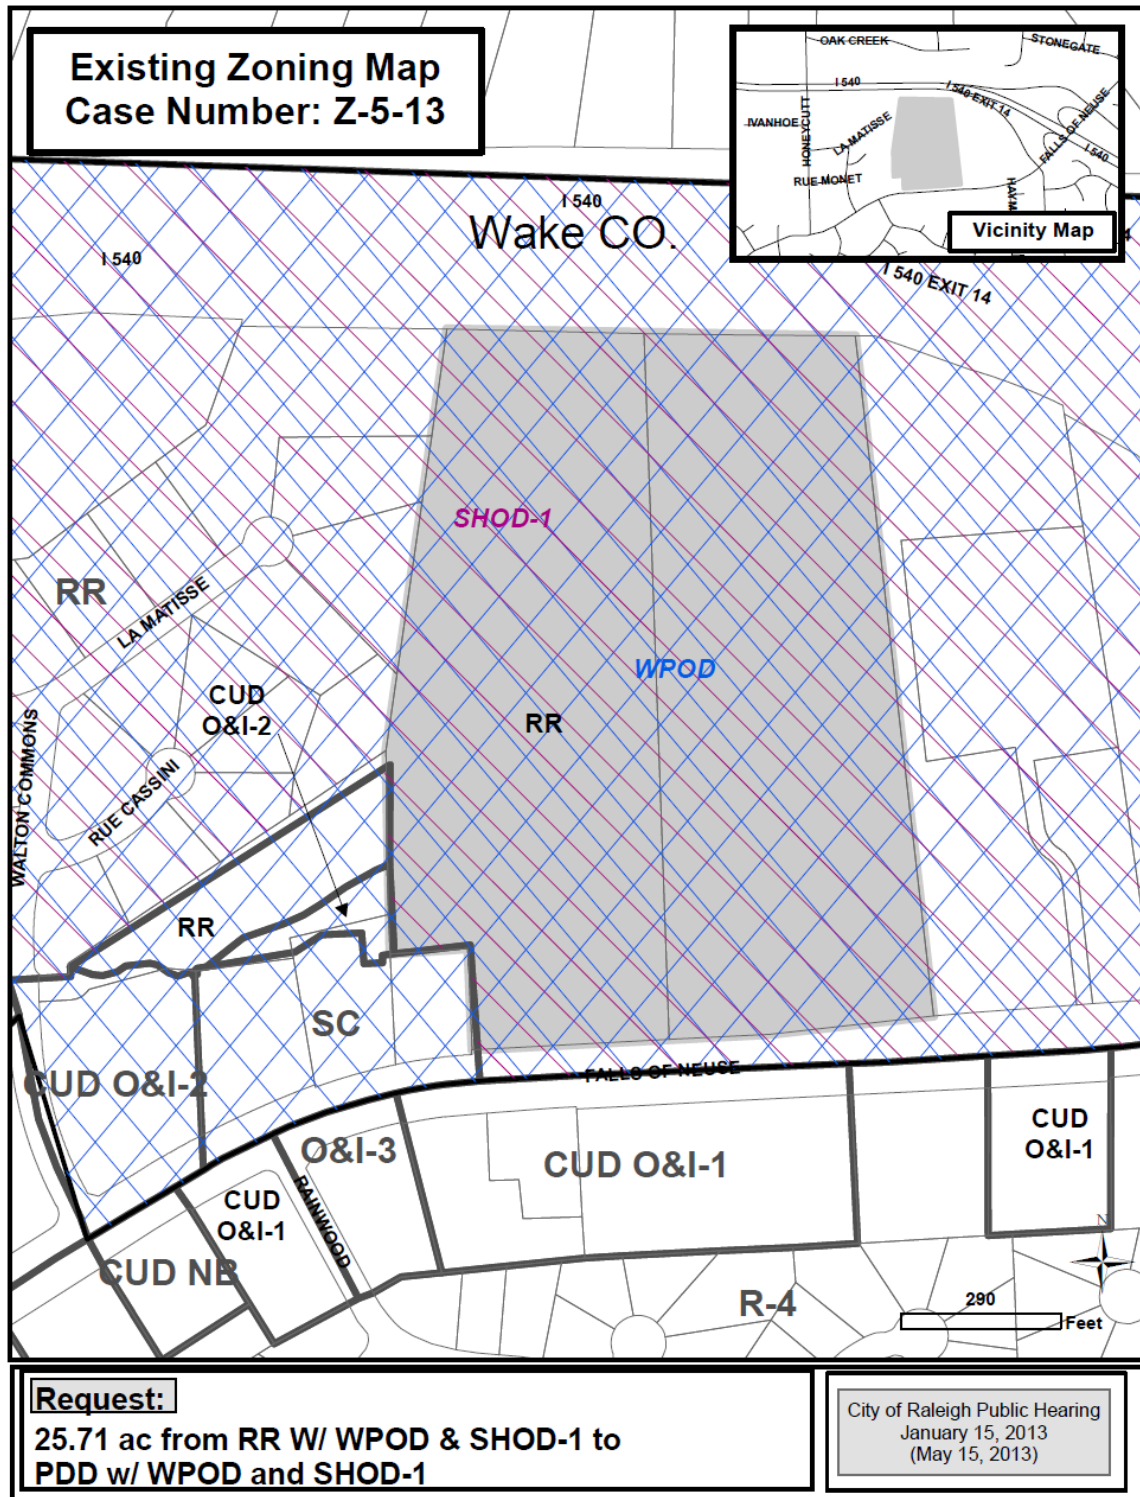 Existing Zoning Map
Case Number: Z-5-13
OAK CREEK
STONEGATE
I 540
I 540 EXIT 14
FALLS OF NEUSE
I 540
HONEYCUTT
IVANHOE
LA MATISSE
RUE MONET
Vicinity Map
I 540
Wake CO.
I 540
4
I 540 EXIT 14
SHOD-1
RR
LA MATISSE
WPOD
CUD
O&I-2
RR
WALTON COMMONS
RUE CASSINI
RR
SC
CUD O&I-2
FALLS OF NEUSE
O&I-3
CUD O&I-1
CUD
O&I-1
CUD
O&I-1
RAINWOOD
CUD NB
R-4
N
290
Feet
Request:
25.71 ac from RR W/ WPOD & SHOD-1 to
PDD w/ WPOD and SHOD-1
City of Raleigh Public Hearing
January 15, 2013
(May 15, 2013)